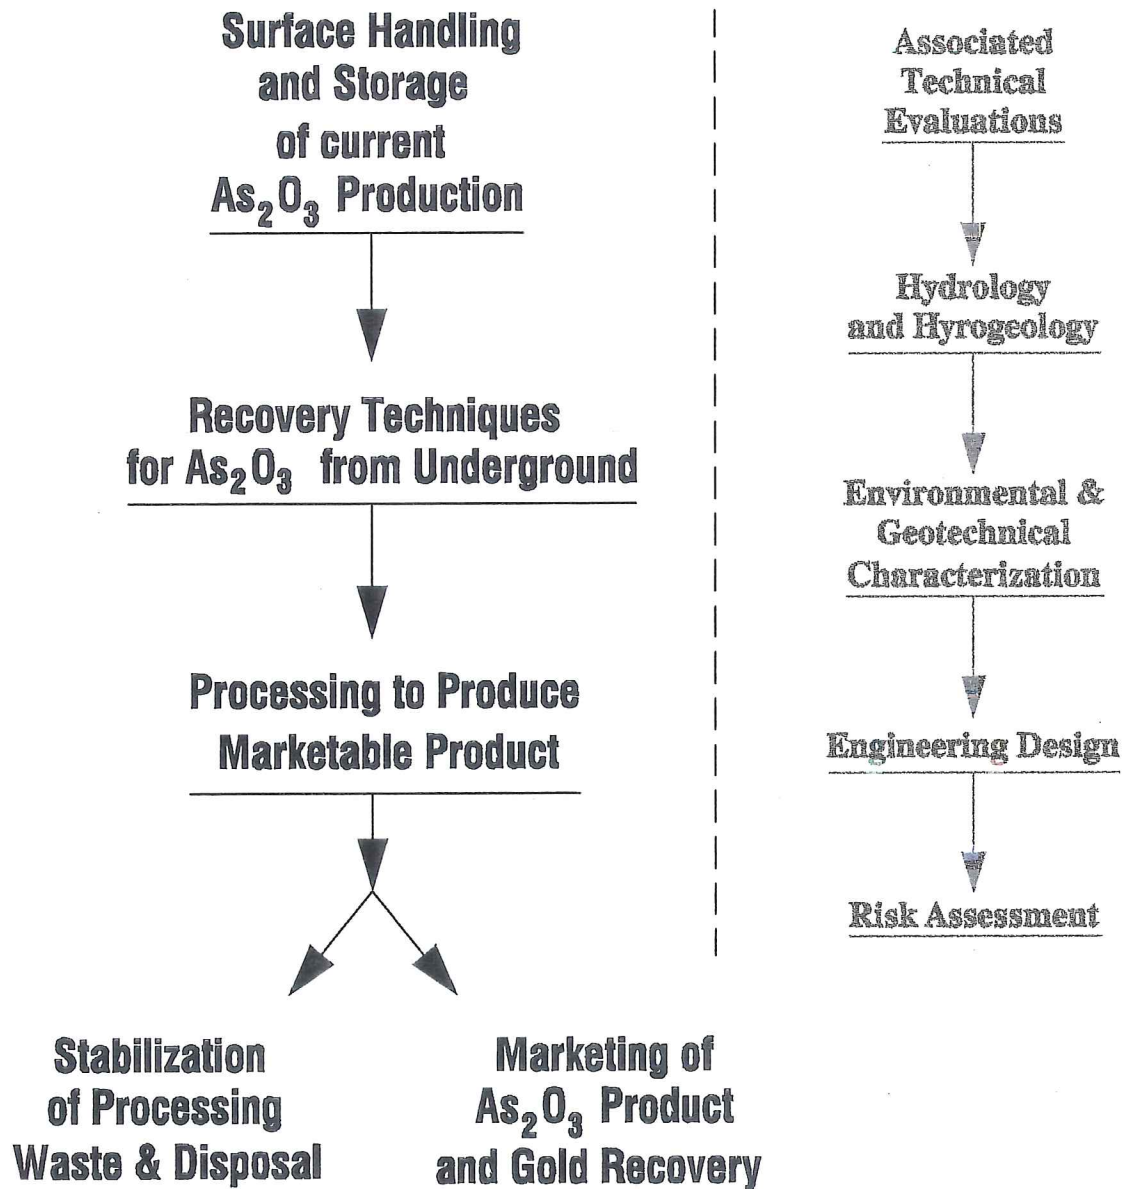 Surface Handling
and Storage
of current
As₂O₃ Production
Recovery Techniques
for As₂O₃ from Underground
Processing to Produce
Marketable Product
Stabilization
of Processing
Waste & Disposal
Marketing of
As₂O₃ Product
and Gold Recovery
Associated
Technical
Evaluations
Hydrology
and Hyrogeology
Environmental &
Geotechnical
Characterization
Engineering Design
Risk Assessment